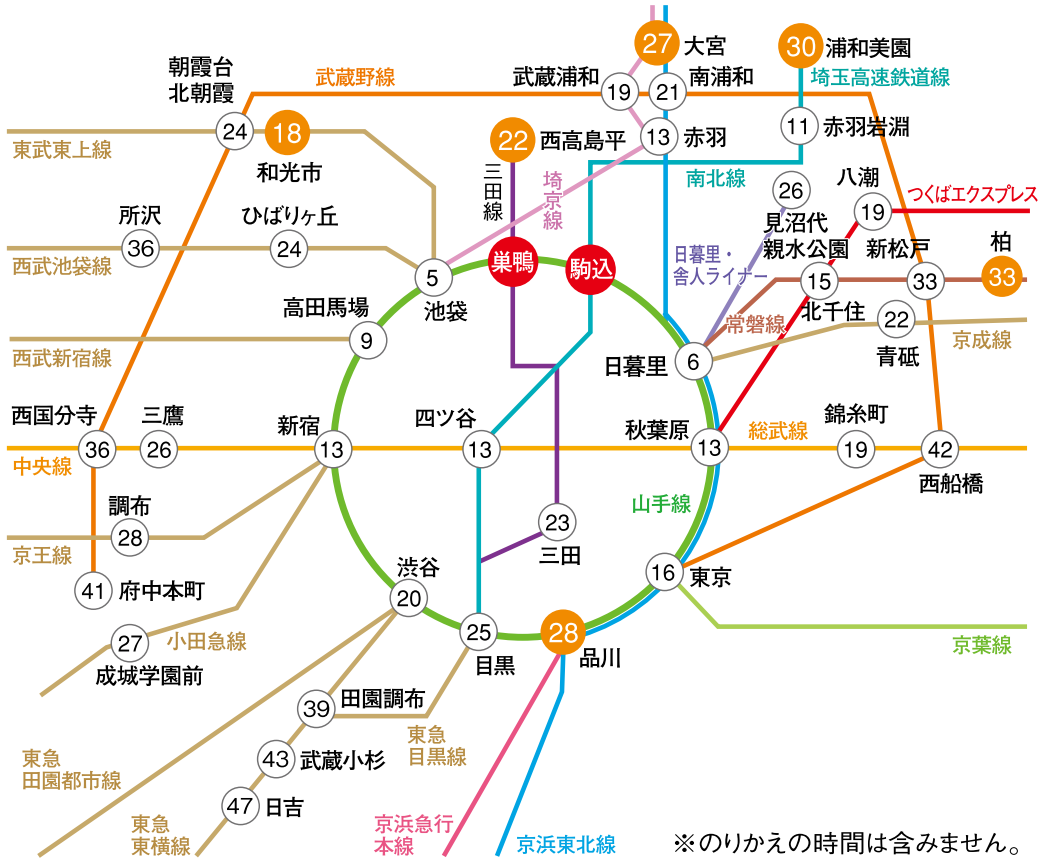 27
大宮
30
浦和美園
朝霞台
北朝霞
武蔵野線
武蔵浦和
19
21
南浦和
埼玉高速鉄道線
24
18
和光市
22
西高島平
13
赤羽
11
赤羽岩淵
東武東上線
三田線
埼京線
南北線
26
見沼代
親水公園
八潮
19
つくばエクスプレス
所沢
36
ひばりヶ丘
24
西武池袋線
5
池袋
巣鴨
駒込
日暮里・
舎人ライナー
15
北千住
新松戸
33
柏
33
高田馬場
9
西武新宿線
常磐線
22
青砥
京成線
日暮里
6
西国分寺
36
三鷹
26
中央線
新宿
13
四ツ谷
13
秋葉原
13
総武線
錦糸町
19
42
西船橋
調布
28
京王線
山手線
23
三田
41
府中本町
渋谷
20
16
東京
27
成城学園前
小田急線
25
目黒
28
品川
京葉線
39
田園調布
東急
目黒線
43
武蔵小杉
東急
田園都市線
47
日吉
東急
東横線
京浜急行
本線
京浜東北線
※のりかえの時間は含みません。